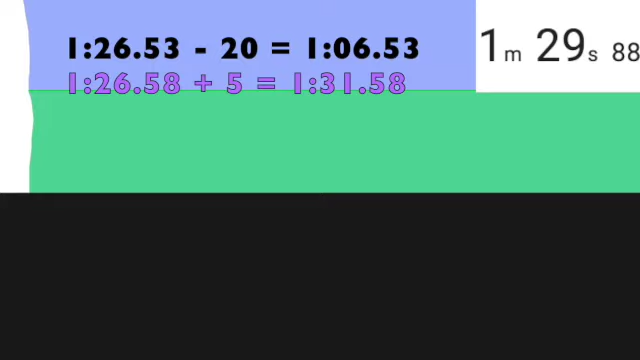 1:26.53 - 20 = 1:06.53
1:26.58 + 5 = 1:31.58
1m 29s 88